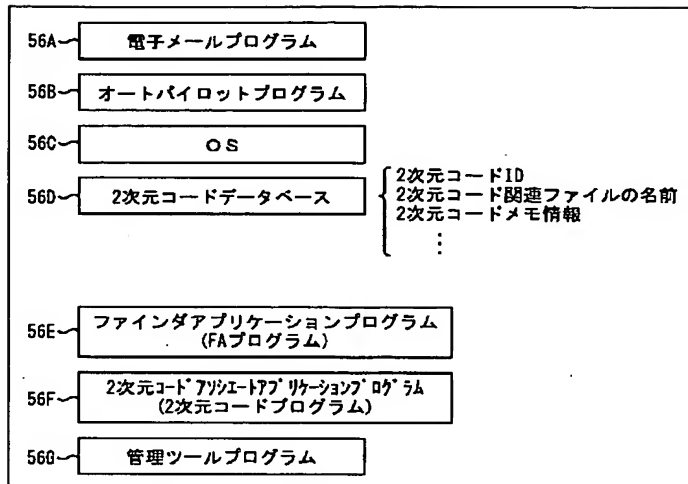 56A 電子メールプログラム
56B オートパイロットプログラム
56C OS
56D 2次元コードデータベース
2次元コードID
2次元コード関連ファイルの名前
2次元コードメモ情報
⋮
56E ファインダアプリケーションプログラム
(FAプログラム)
56F 2次元コードアソシエートアプリケーションプログラム
(2次元コードプログラム)
56G 管理ツールプログラム